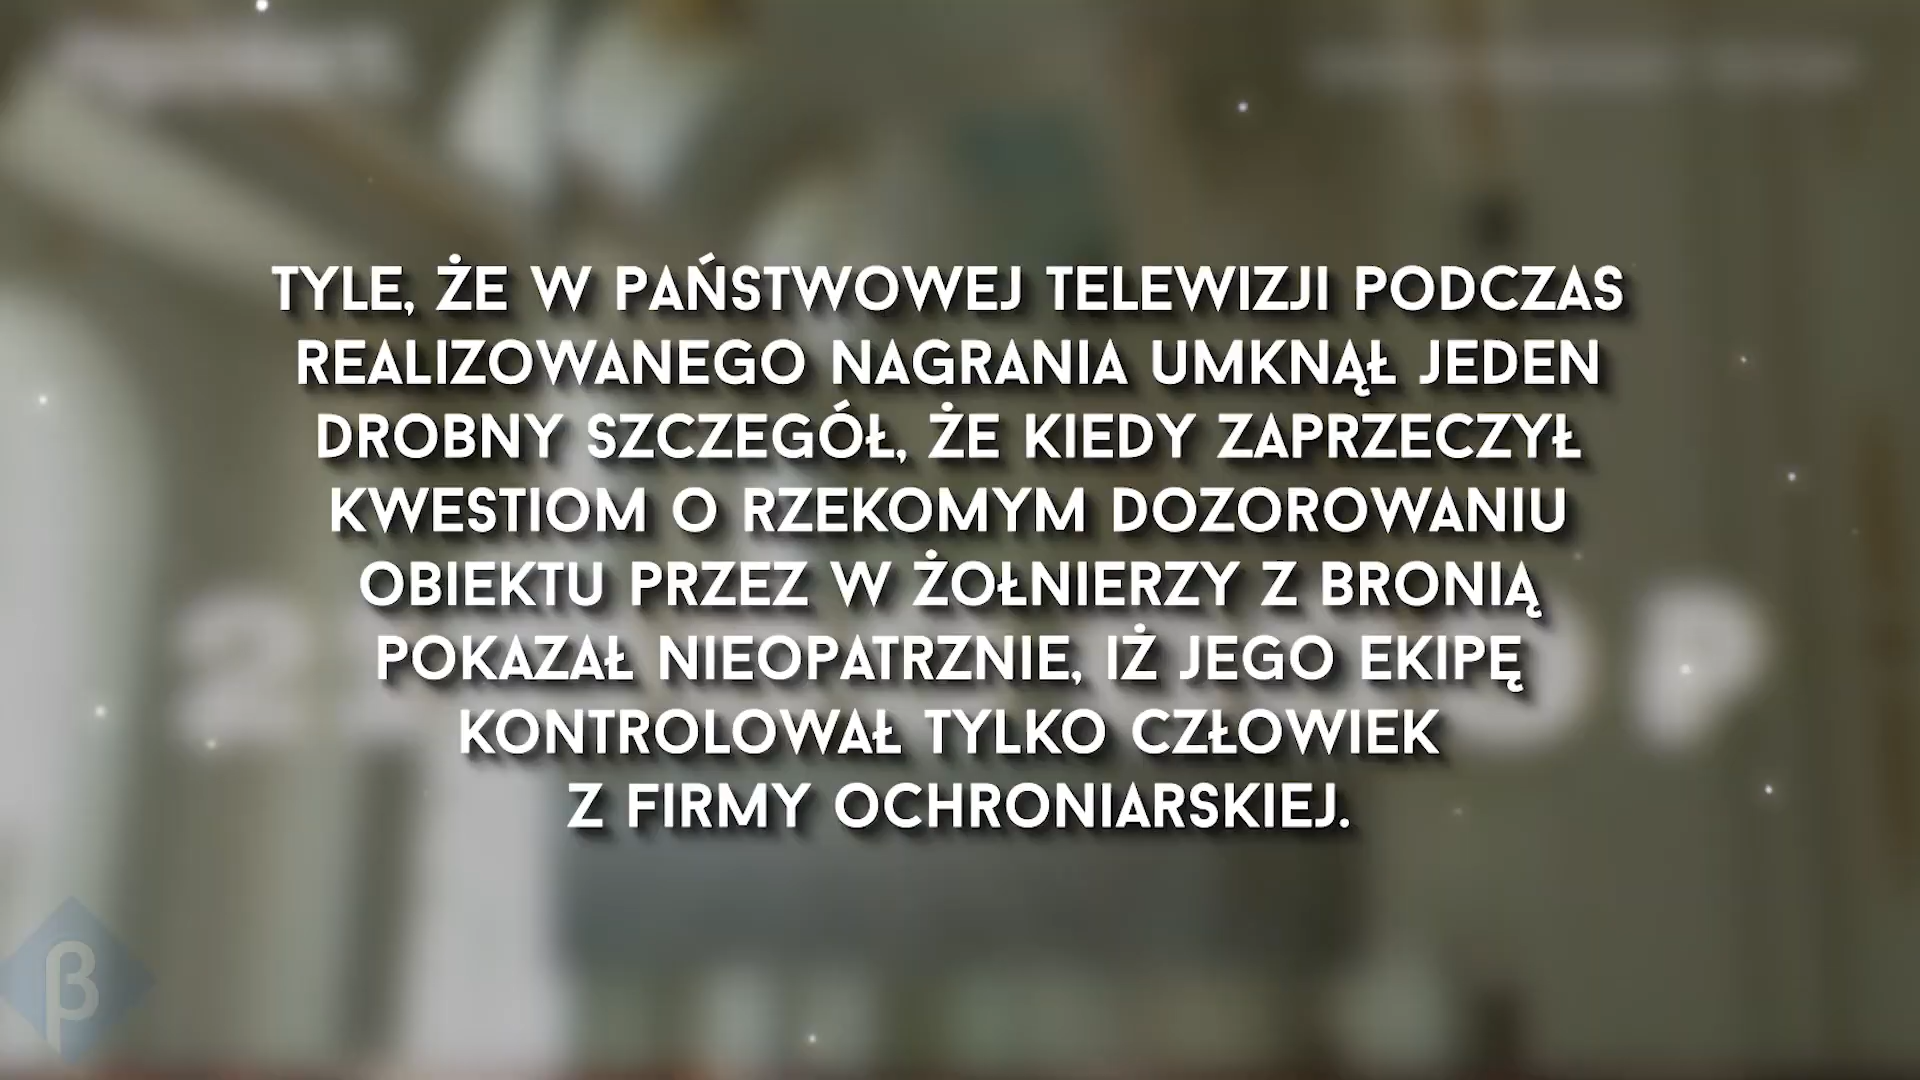 TYLE, ŻE W PAŃSTWOWEJ TELEWIZJI PODCZAS
REALIZOWANEGO NAGRANIA UMKNĄŁ JEDEN
DROBNY SZCZEGÓŁ, ŻE KIEDY ZAPRZECZYŁ
KWESTIOM O RZEKOMYM DOZOROWANIU
OBIEKTU PRZEZ W ŻOŁNIERZY Z BRONIĄ
POKAZAŁ NIEOPATRZNIE, IŻ JEGO EKIPĘ
KONTROLOWAŁ TYLKO CZŁOWIEK
Z FIRMY OCHRONIARSKIEJ.
β